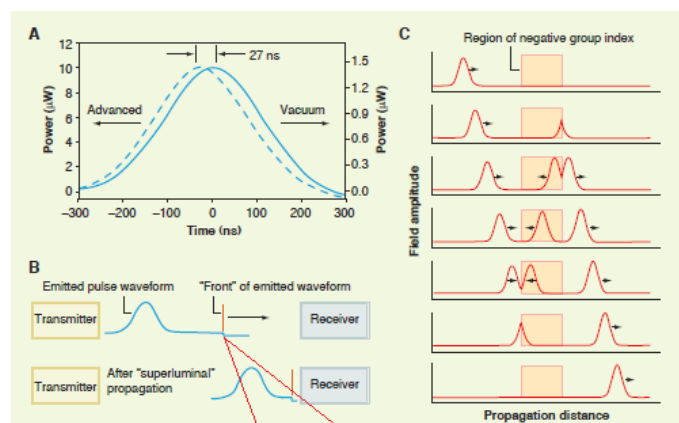 A
12
10
8
6
4
2
0
Power (µW)
27 ns
Advanced
Vacuum
1.5
1.2
0.9
0.6
0.3
0.0
Power (µW)
−300
−200
−100
0
100
200
300
Time (ns)
B
Emitted pulse waveform
"Front" of emitted waveform
Transmitter
Receiver
Transmitter
After "superluminal"
propagation
Receiver
C
Region of negative group index
Field amplitude
Propagation distance